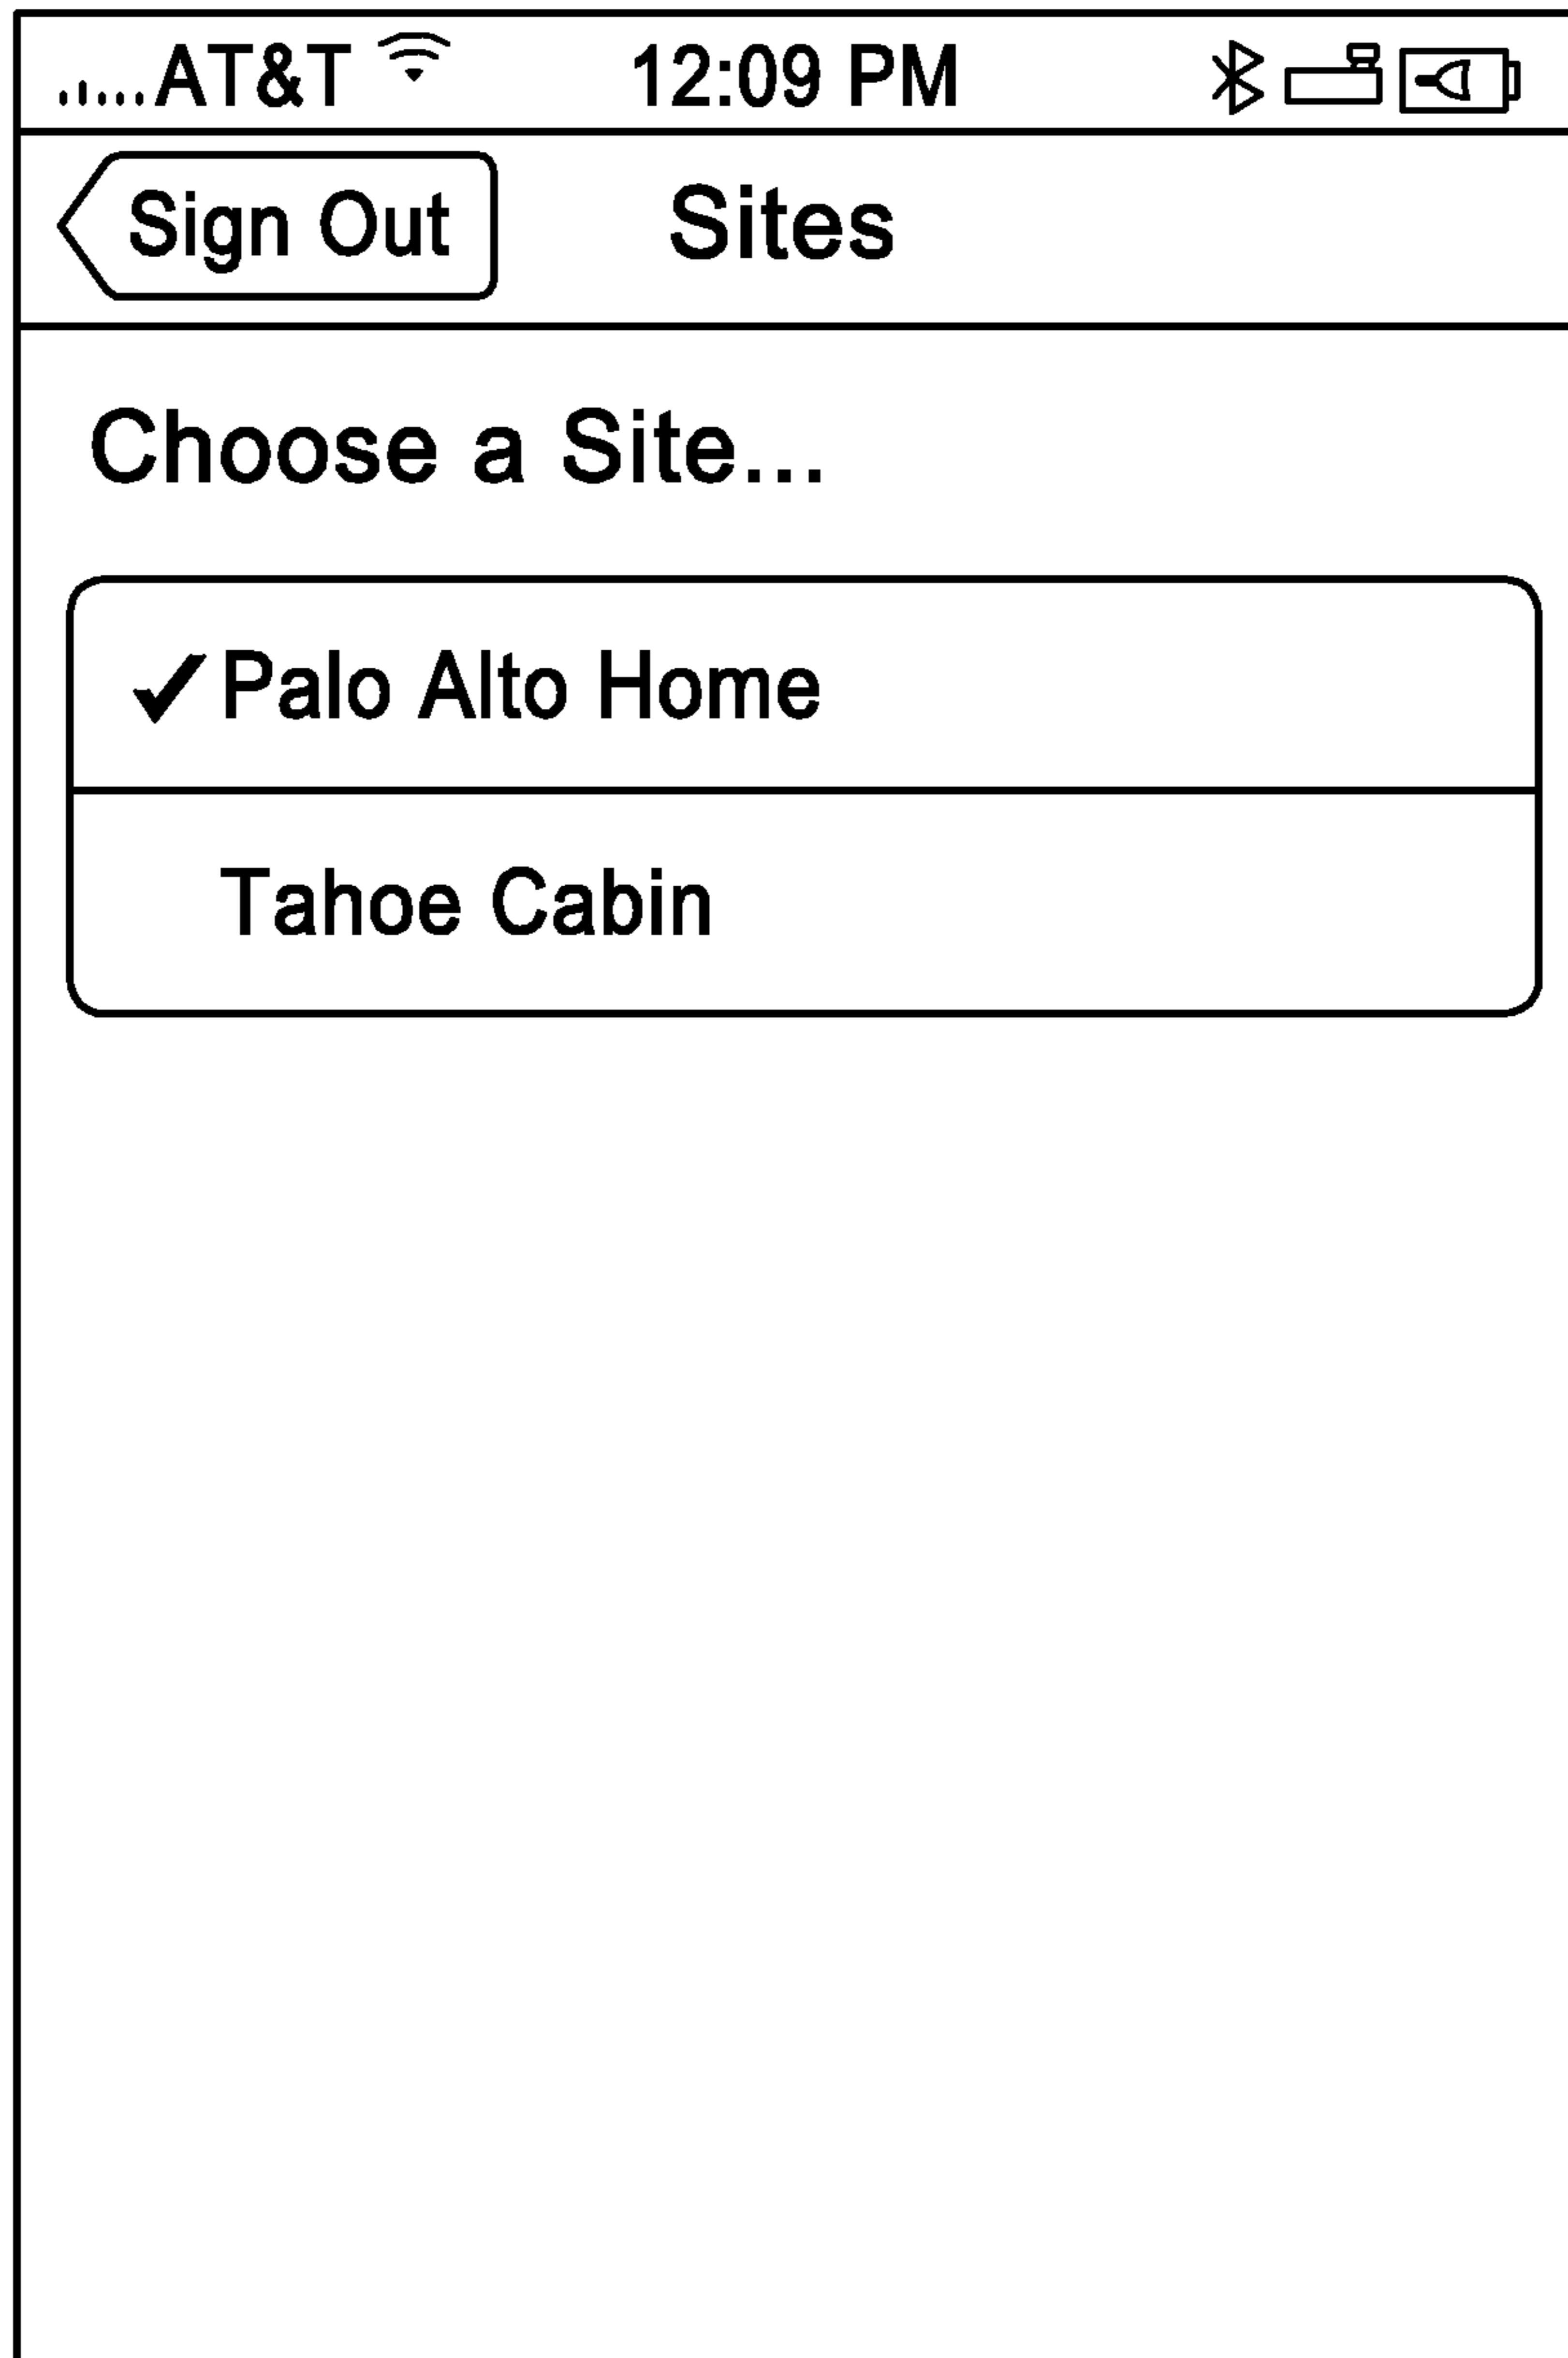 AT&T 12:09 PM
Sign Out Sites
Choose a Site...
✓Palo Alto Home
Tahoe Cabin